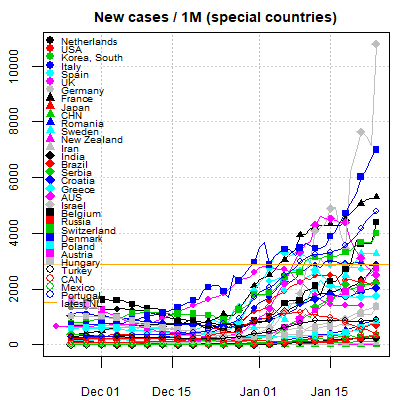 New cases / 1M (special countries)
10000
8000
6000
4000
2000
0
Netherlands
USA
Korea, South
Italy
Spain
UK
Germany
France
Japan
CHN
Romania
Sweden
New Zealand
Iran
India
Brazil
Serbia
Croatia
Greece
AUS
Israel
Belgium
Russia
Switzerland
Denmark
Poland
Austria
Hungary
Turkey
CAN
Mexico
Portugal
latest NL
Dec 01
Dec 15
Jan 01
Jan 15